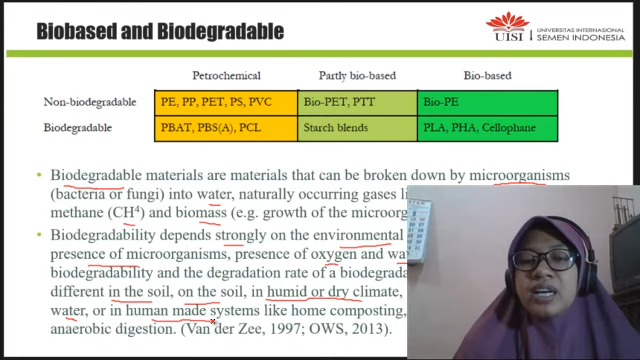 Biobased and Biodegradable
UISI
UNIVERSITAS INTERNASIONAL
SEMEN INDONESIA
Petrochemical Partly bio-based Bio-based
Non-biodegradable PE, PP, PET, PS, PVC Bio-PET, PTT Bio-PE
Biodegradable PBAT, PBS(A), PCL Starch blends PLA, PHA, Cellophane
• Biodegradable materials are materials that can be broken down by microorganisms
(bacteria or fungi) into water, naturally occurring gases
methane (CH⁴) and biomass (e.g. growth of the
• Biodegradability depends strongly on the environmental
presence of microorganisms, presence of oxygen and
biodegradability and the degradation rate of a
different in the soil, on the soil, in humid or dry climate,
water, or in human made systems like home composting,
anaerobic digestion. (Van der Zee, 1997; OWS, 2013).